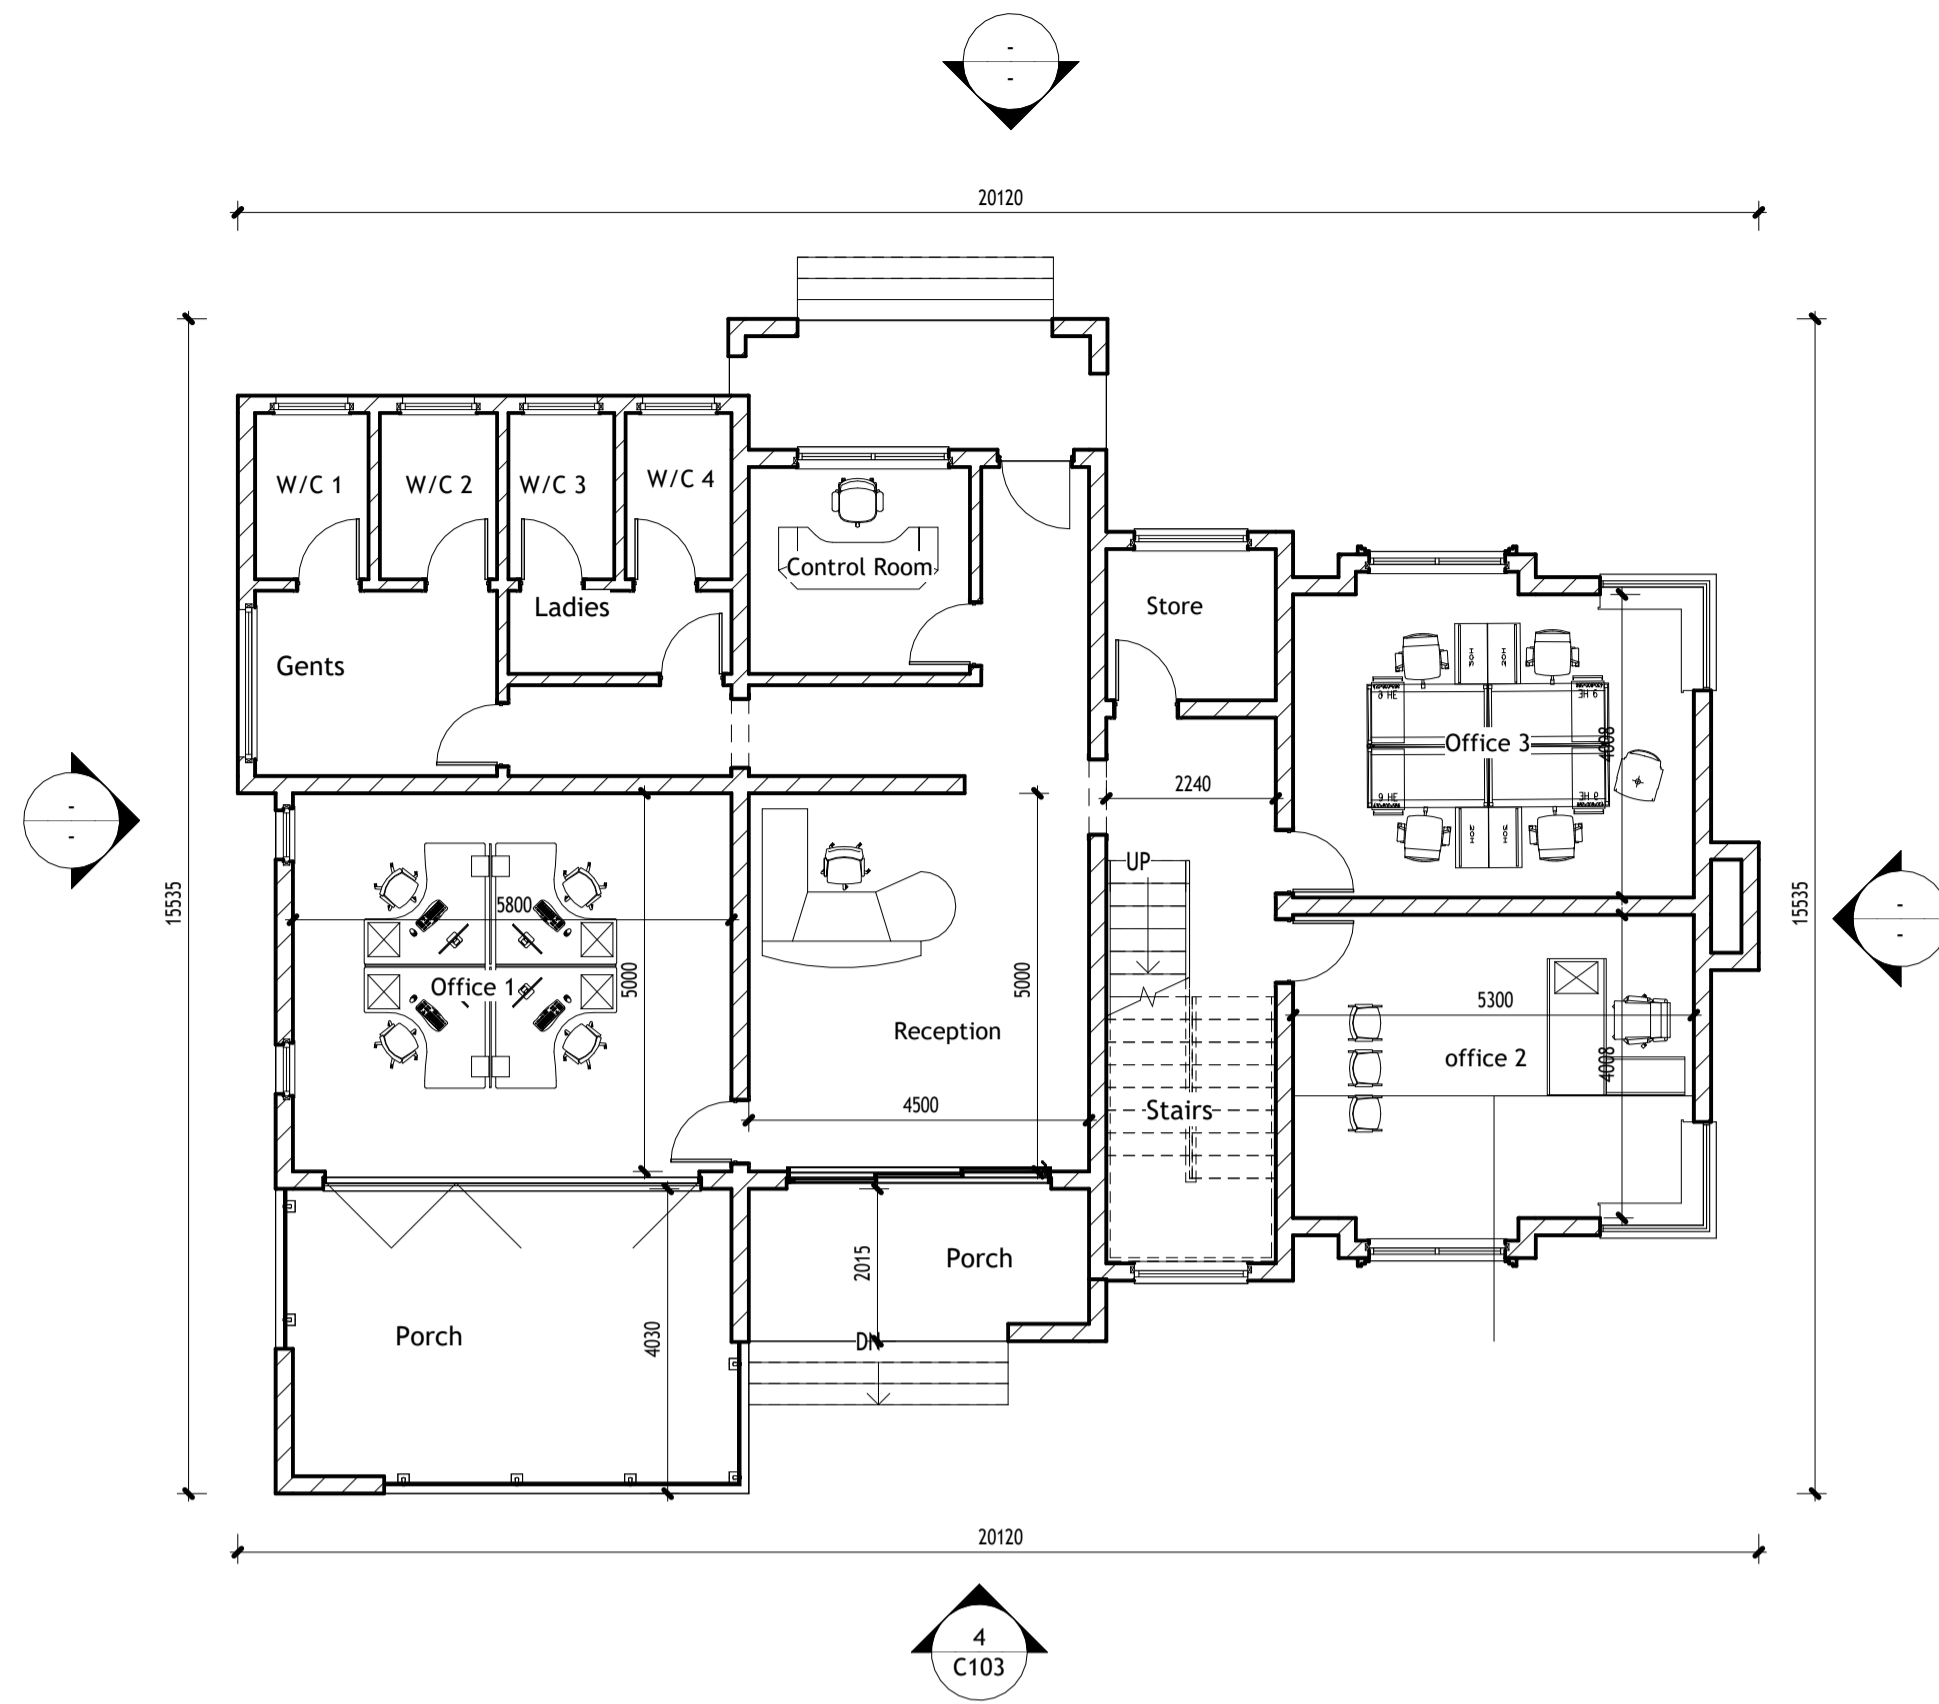 -
-
20120
W/C 1
W/C 2
W/C 3
W/C 4
Control Room
Ladies
Store
Gents
Office 3
4008
2240
UP
15535
-
-
5800
5000
Office 1
5000
Reception
5300
office 2
4008
15535
-
-
4500
Stairs
2015
Porch
DN
4030
Porch
20120
4
C103